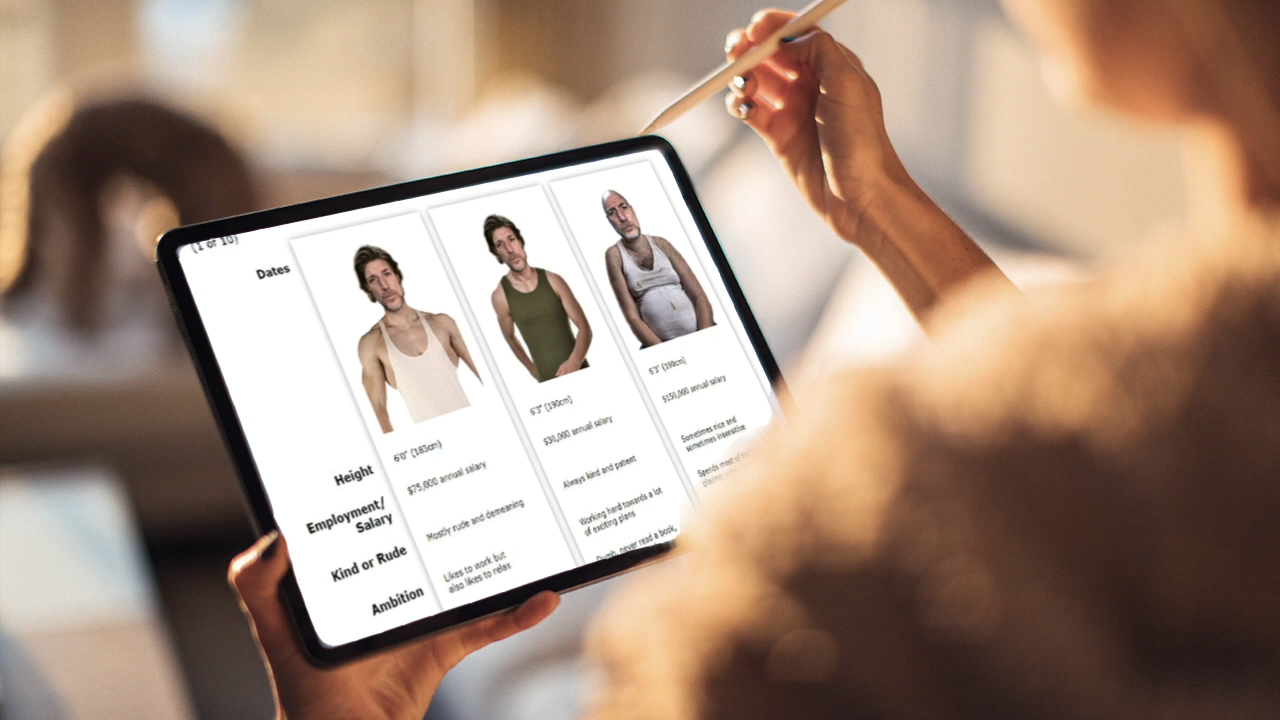 (1 of 10)
Dates
Height
Employment/
Salary
Kind or Rude
Ambition
6'0" (183cm)
$75,000 annual salary
Mostly rude and demeaning
Likes to work but
also likes to relax
6'3" (190cm)
$30,000 annual salary
Always kind and patient
Working hard towards a lot
of exciting plans
Dumb, never read a book,
6'3" (190cm)
$150,000 annual salary
Sometimes nice and
sometimes insensitive
Spends most of his
playing